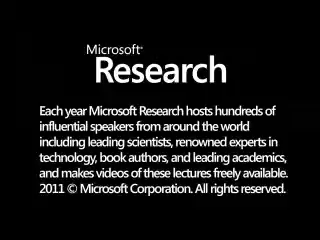 Microsoft®
Research
Each year Microsoft Research hosts hundreds of
influential speakers from around the world
including leading scientists, renowned experts in
technology, book authors, and leading academics,
and makes videos of these lectures freely available.
2011 © Microsoft Corporation. All rights reserved.